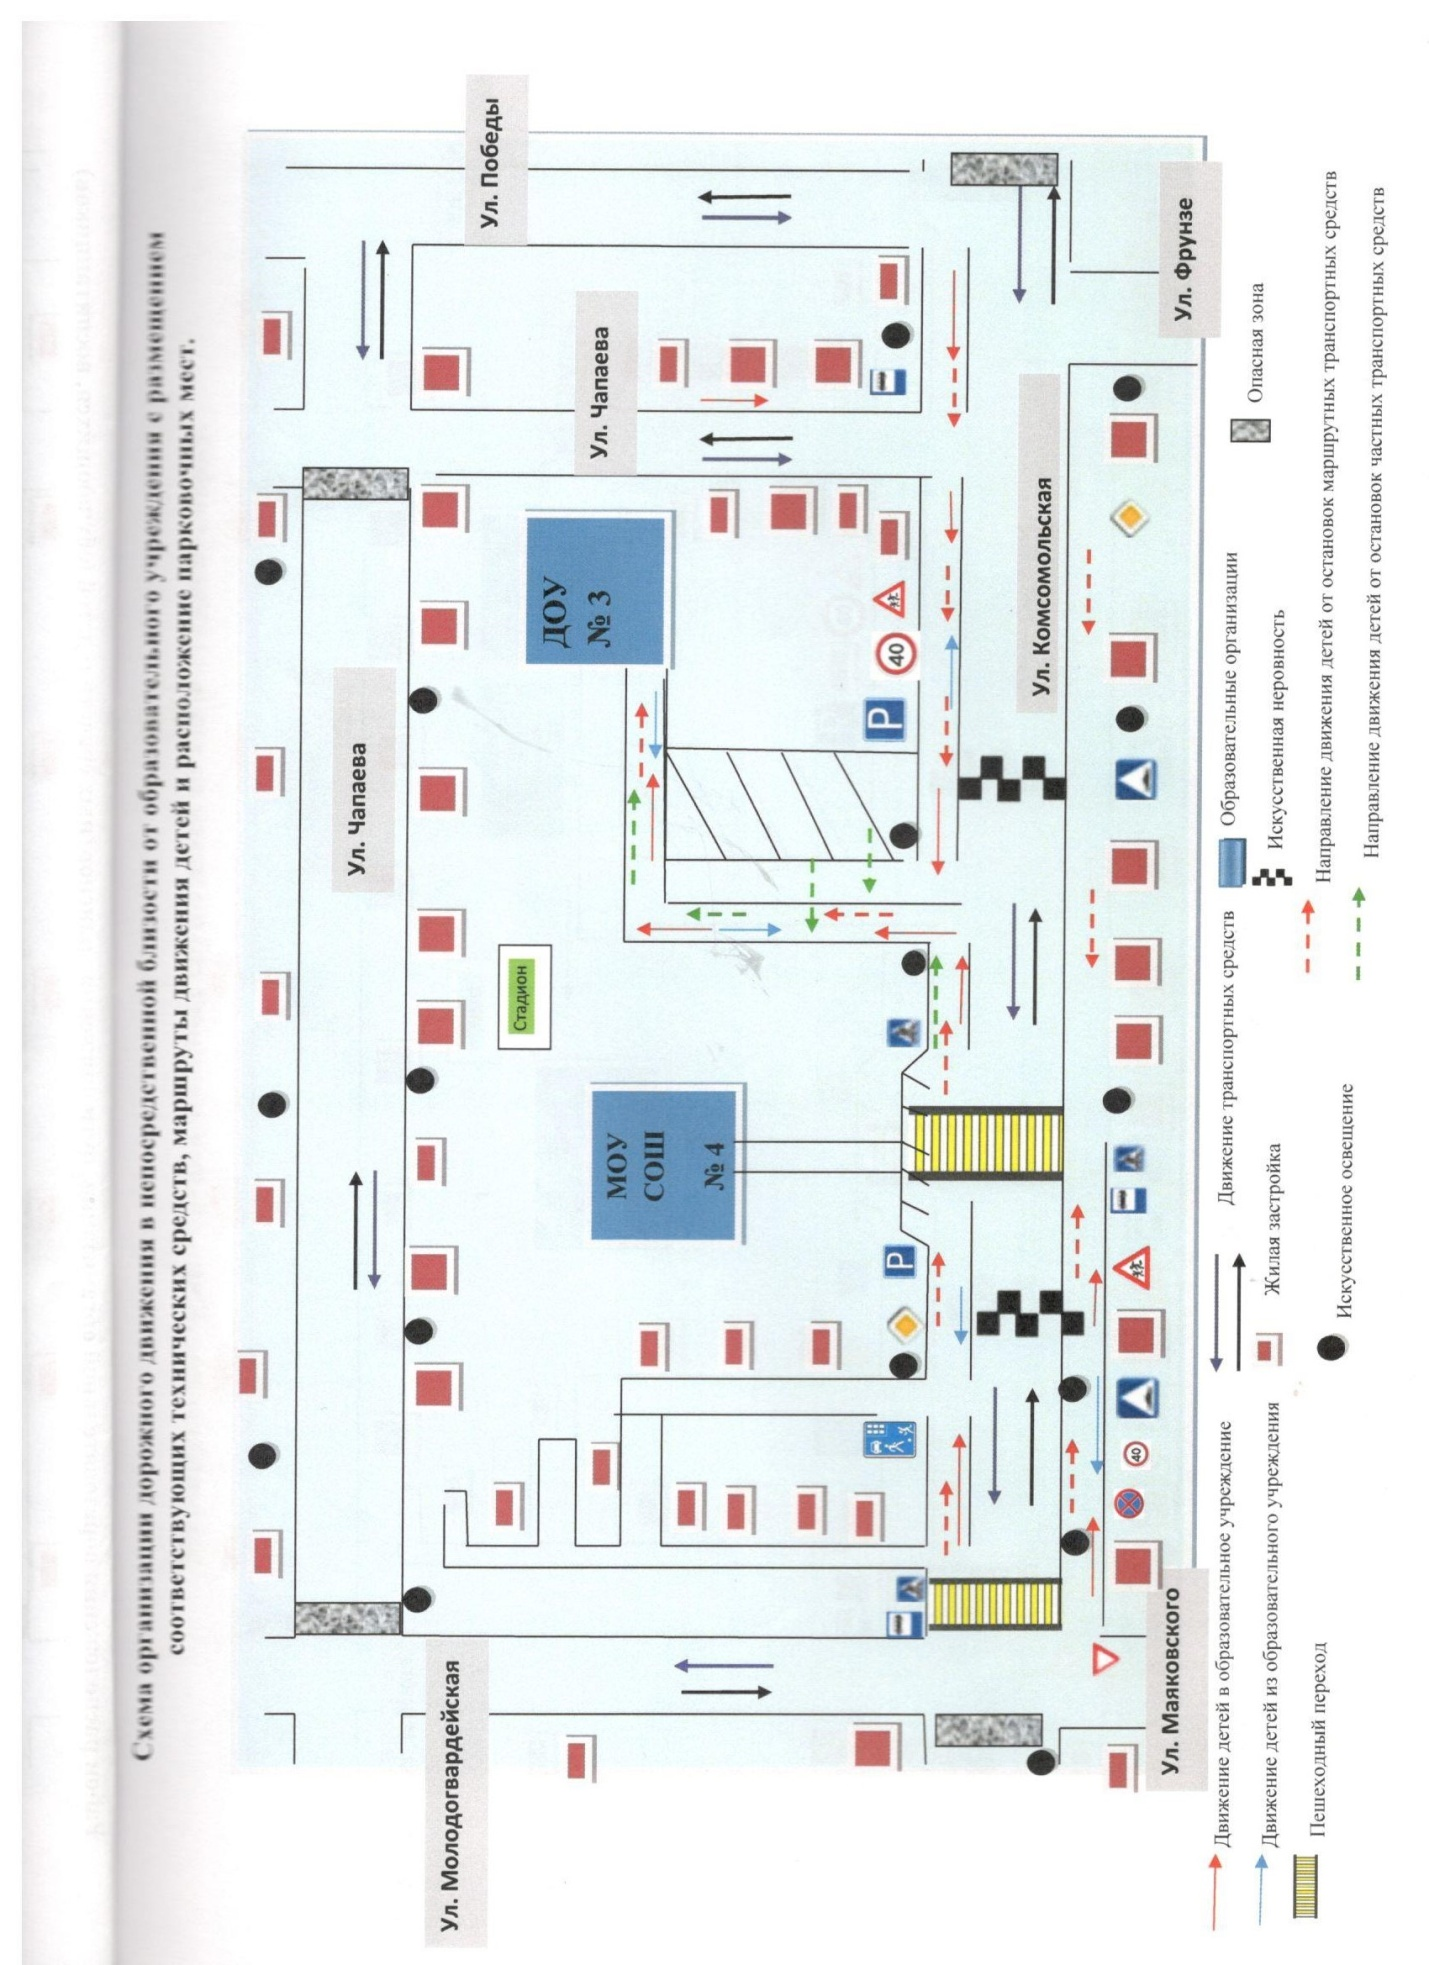 Схема организации дорожного движения в непосредственной близости от образовательного учреждения с размещением
соответствующих технических средств, маршруты движения детей и расположение парковочных мест.
Ул. Победы
Ул. Чапаева
Ул. Чапаева
ДОУ
№ 3
Стадион
МОУ
СОШ
№ 4
P
40
P
Ул. Комсомольская
40
Ул. Молодогвардейская
Ул. Маяковского
Ул. Фрунзе
Движение детей в образовательное учреждение
Движение детей из образовательного учреждения
Пешеходный переход
Движение транспортных средств
Жилая застройка
Искусственное освещение
Образовательные организации
Искусственная неровность
Направление движения детей от остановок маршрутных транспортных средств
Направление движения детей от остановок частных транспортных средств
Опасная зона